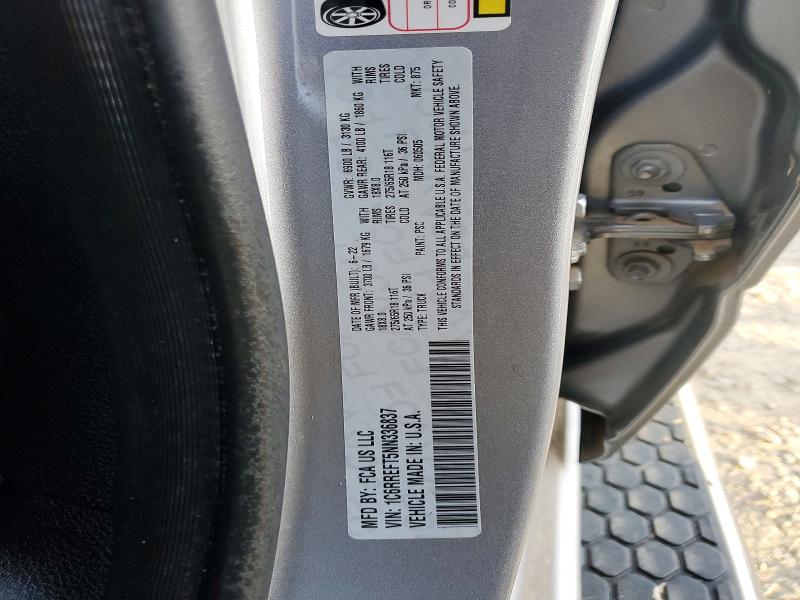 MFD BY: FCA US LLC
DATE OF MFR (BUILT): 6-22
GVWR: 6900 LB / 3130 KG
GAWR FRONT: 3700 LB / 1679 KG WITH
GAWR REAR: 4100 LB / 1860 KG WITH
18X8.0 RIMS
18X8.0 RIMS
275/65R18 116T TIRES
275/65R18 116T TIRES
AT 250 kPa / 36 PSI COLD
AT 250 kPa / 36 PSI COLD
VIN: 1C6RREFT5NN336837
TYPE: TRUCK PAINT: PSC MDH: 060505 MKT: 875
VEHICLE MADE IN: U.S.A.
THIS VEHICLE CONFORMS TO ALL APPLICABLE U.S.A. FEDERAL MOTOR VEHICLE SAFETY
STANDARDS IN EFFECT ON THE DATE OF MANUFACTURE SHOWN ABOVE.
OR
CO